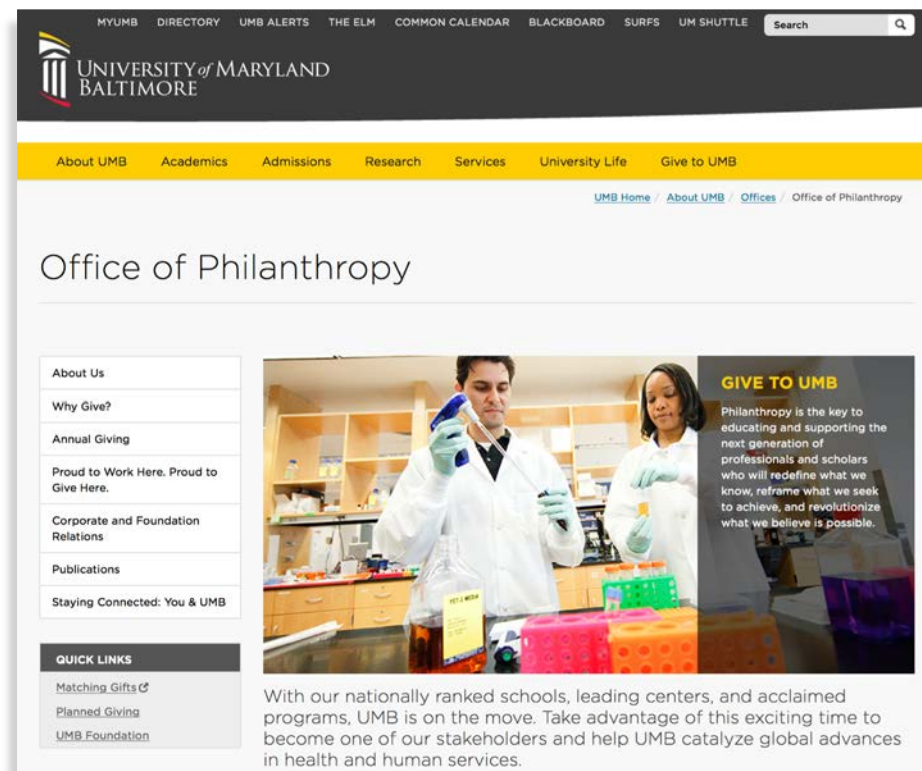 MYUMB DIRECTORY UMB ALERTS THE ELM COMMON CALENDAR BLACKBOARD SURFS UM SHUTTLE Search
UNIVERSITY of MARYLAND
BALTIMORE
About UMB Academics Admissions Research Services University Life Give to UMB
UMB Home / About UMB / Offices / Office of Philanthropy
Office of Philanthropy
About Us
Why Give?
Annual Giving
Proud to Work Here. Proud to
Give Here.
Corporate and Foundation
Relations
Publications
Staying Connected: You & UMB
QUICK LINKS
Matching Gifts
Planned Giving
UMB Foundation
GIVE TO UMB
Philanthropy is the key to
educating and supporting the
next generation of
professionals and scholars
who will redefine what we
know, reframe what we seek
to achieve, and revolutionize
what we believe is possible.
With our nationally ranked schools, leading centers, and acclaimed
programs, UMB is on the move. Take advantage of this exciting time to
become one of our stakeholders and help UMB catalyze global advances
in health and human services.